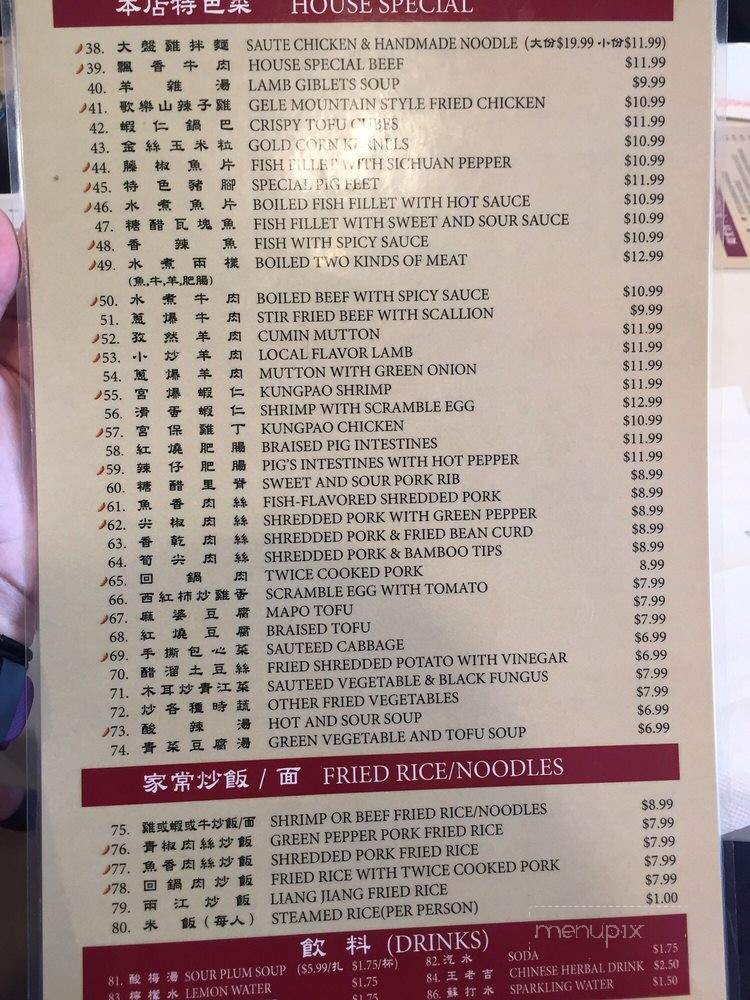 本店特色菜 HOUSE SPECIAL
38. 大盤雞拌麵 SAUTE CHICKEN & HANDMADE NOODLE (大份$19.99 小份$11.99)
39. 飄香牛肉 HOUSE SPECIAL BEEF $11.99
40. 羊雜湯 LAMB GIBLETS SOUP $9.99
41. 歌樂山辣子雞 GELE MOUNTAIN STYLE FRIED CHICKEN $10.99
42. 蝦仁鍋巴 CRISPY TOFU CUBES $11.99
43. 金絲玉米粒 GOLD CORN KERNELS $10.99
44. 藤椒魚片 FISH FILLET WITH SICHUAN PEPPER $10.99
45. 特色豬腳 SPECIAL PIG FEET $11.99
46. 水煮魚片 BOILED FISH FILLET WITH HOT SAUCE $10.99
47. 糖醋瓦塊魚 FISH FILLET WITH SWEET AND SOUR SAUCE $10.99
48. 香辣魚 FISH WITH SPICY SAUCE $10.99
49. 水煮兩樣 BOILED TWO KINDS OF MEAT $12.99
(魚,牛,羊,肥腸)
50. 水煮牛肉 BOILED BEEF WITH SPICY SAUCE $10.99
51. 蔥爆牛肉 STIR FRIED BEEF WITH SCALLION $9.99
52. 孜然羊肉 CUMIN MUTTON $11.99
53. 小炒羊肉 LOCAL FLAVOR LAMB $11.99
54. 蔥爆羊肉 MUTTON WITH GREEN ONION $11.99
55. 宮爆蝦仁 KUNGPAO SHRIMP $11.99
56. 滑蛋蝦仁 SHRIMP WITH SCRAMBLE EGG $12.99
57. 宮保雞丁 KUNGPAO CHICKEN $10.99
58. 紅燒肥腸 BRAISED PIG INTESTINES $11.99
59. 辣仔肥腸 PIG'S INTESTINES WITH HOT PEPPER $11.99
60. 糖醋里脊 SWEET AND SOUR PORK RIB $8.99
61. 魚香肉絲 FISH-FLAVORED SHREDDED PORK $8.99
62. 尖椒肉絲 SHREDDED PORK WITH GREEN PEPPER $8.99
63. 香乾肉絲 SHREDDED PORK & FRIED BEAN CURD $8.99
64. 筍尖肉絲 SHREDDED PORK & BAMBOO TIPS $8.99
65. 回鍋肉 TWICE COOKED PORK 8.99
66. 西紅柿炒雞蛋 SCRAMBLE EGG WITH TOMATO $7.99
67. 麻婆豆腐 MAPO TOFU $7.99
68. 紅燒豆腐 BRAISED TOFU $7.99
69. 手撕包心菜 SAUTEED CABBAGE $6.99
70. 醋溜土豆絲 FRIED SHREDDED POTATO WITH VINEGAR $6.99
71. 木耳炒青江菜 SAUTEED VEGETABLE & BLACK FUNGUS $7.99
72. 炒各種時蔬 OTHER FRIED VEGETABLES $7.99
73. 酸辣湯 HOT AND SOUR SOUP $6.99
74. 青菜豆腐湯 GREEN VEGETABLE AND TOFU SOUP $6.99
家常炒飯 / 面 FRIED RICE/NOODLES
75. 雞或蝦或牛炒飯/面 SHRIMP OR BEEF FRIED RICE/NOODLES $8.99
76. 青椒肉絲炒飯 GREEN PEPPER PORK FRIED RICE $7.99
77. 魚香肉絲炒飯 SHREDDED PORK FRIED RICE $7.99
78. 回鍋肉炒飯 FRIED RICE WITH TWICE COOKED PORK $7.99
79. 兩江炒飯 LIANG JIANG FRIED RICE $7.99
80. 米飯(每人) STEAMED RICE(PER PERSON) $1.00
menupix
飲料 (DRINKS)
81. 酸梅湯 SOUR PLUM SOUP ($5.99/扎 $1.75/杯) 82. 汽水 SODA $1.75
83. 檸檬水 LEMON WATER $1.75 84. 王老吉 CHINESE HERBAL DRINK $2.50
$1.75 86. 蘇打水 SPARKLING WATER $1.50